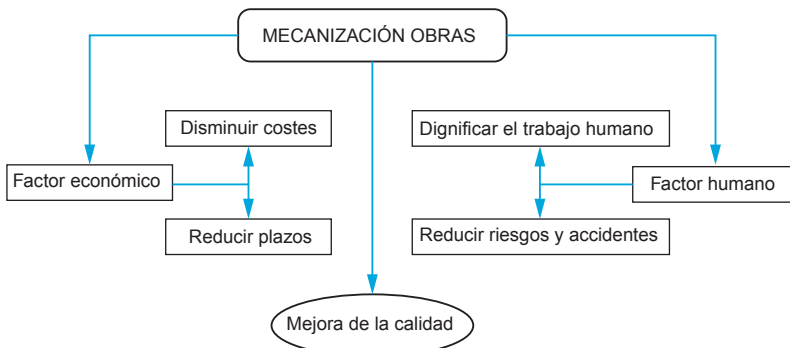 MECANIZACIÓN OBRAS
Disminuir costes
Dignificar el trabajo humano
Factor económico
Factor humano
Reducir plazos
Reducir riesgos y accidentes
Mejora de la calidad